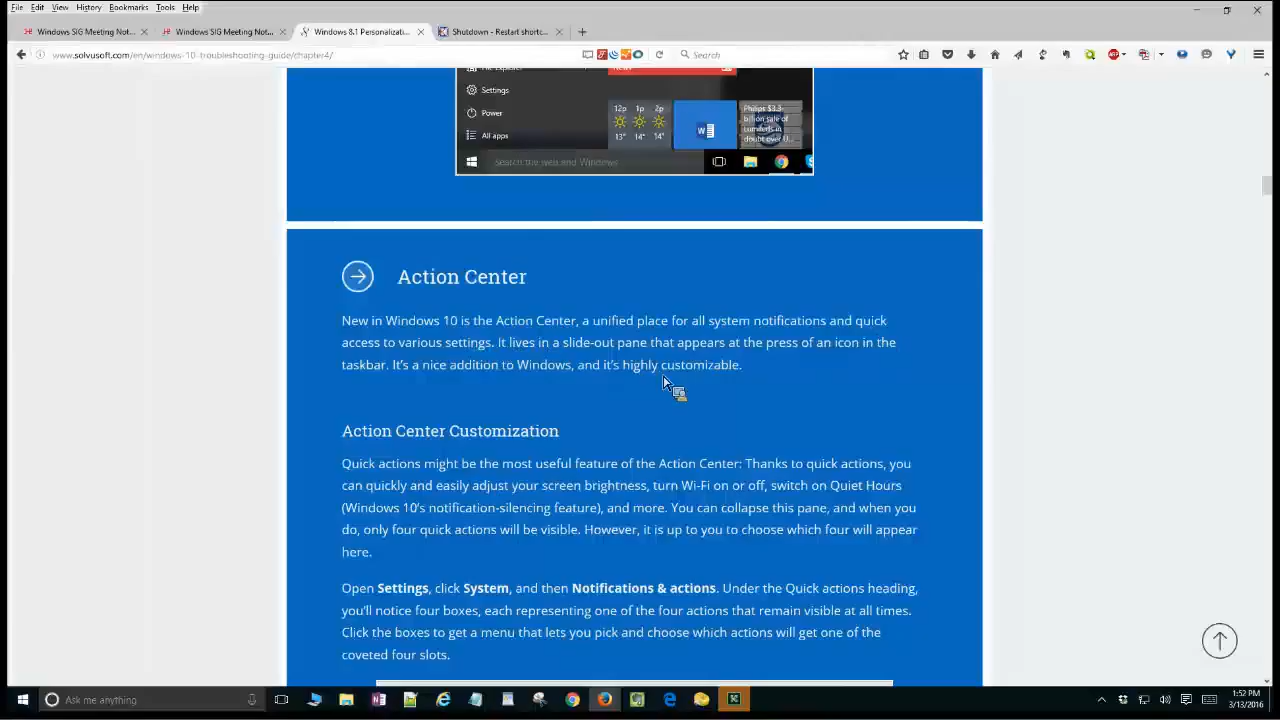 File Edit View History Bookmarks Tools Help
Windows SIG Meeting Not...
Windows SIG Meeting Not...
Windows 8.1 Personalizati...
Shutdown - Restart shortc...
www.solvusoft.com/en/windows-10-troubleshooting-guide/chapter4/
Search
Settings
Power
All apps
12p 1p 2p
13° 14° 14°
Philips $3.3-
billion sale of
Lumileds in
doubt over U...
Search the web and Windows
Action Center
New in Windows 10 is the Action Center, a unified place for all system notifications and quick
access to various settings. It lives in a slide-out pane that appears at the press of an icon in the
taskbar. It's a nice addition to Windows, and it's highly customizable.
Action Center Customization
Quick actions might be the most useful feature of the Action Center: Thanks to quick actions, you
can quickly and easily adjust your screen brightness, turn Wi-Fi on or off, switch on Quiet Hours
(Windows 10's notification-silencing feature), and more. You can collapse this pane, and when you
do, only four quick actions will be visible. However, it is up to you to choose which four will appear
here.
Open Settings, click System, and then Notifications & actions. Under the Quick actions heading,
you'll notice four boxes, each representing one of the four actions that remain visible at all times.
Click the boxes to get a menu that lets you pick and choose which actions will get one of the
coveted four slots.
Ask me anything
1:52 PM
3/13/2016